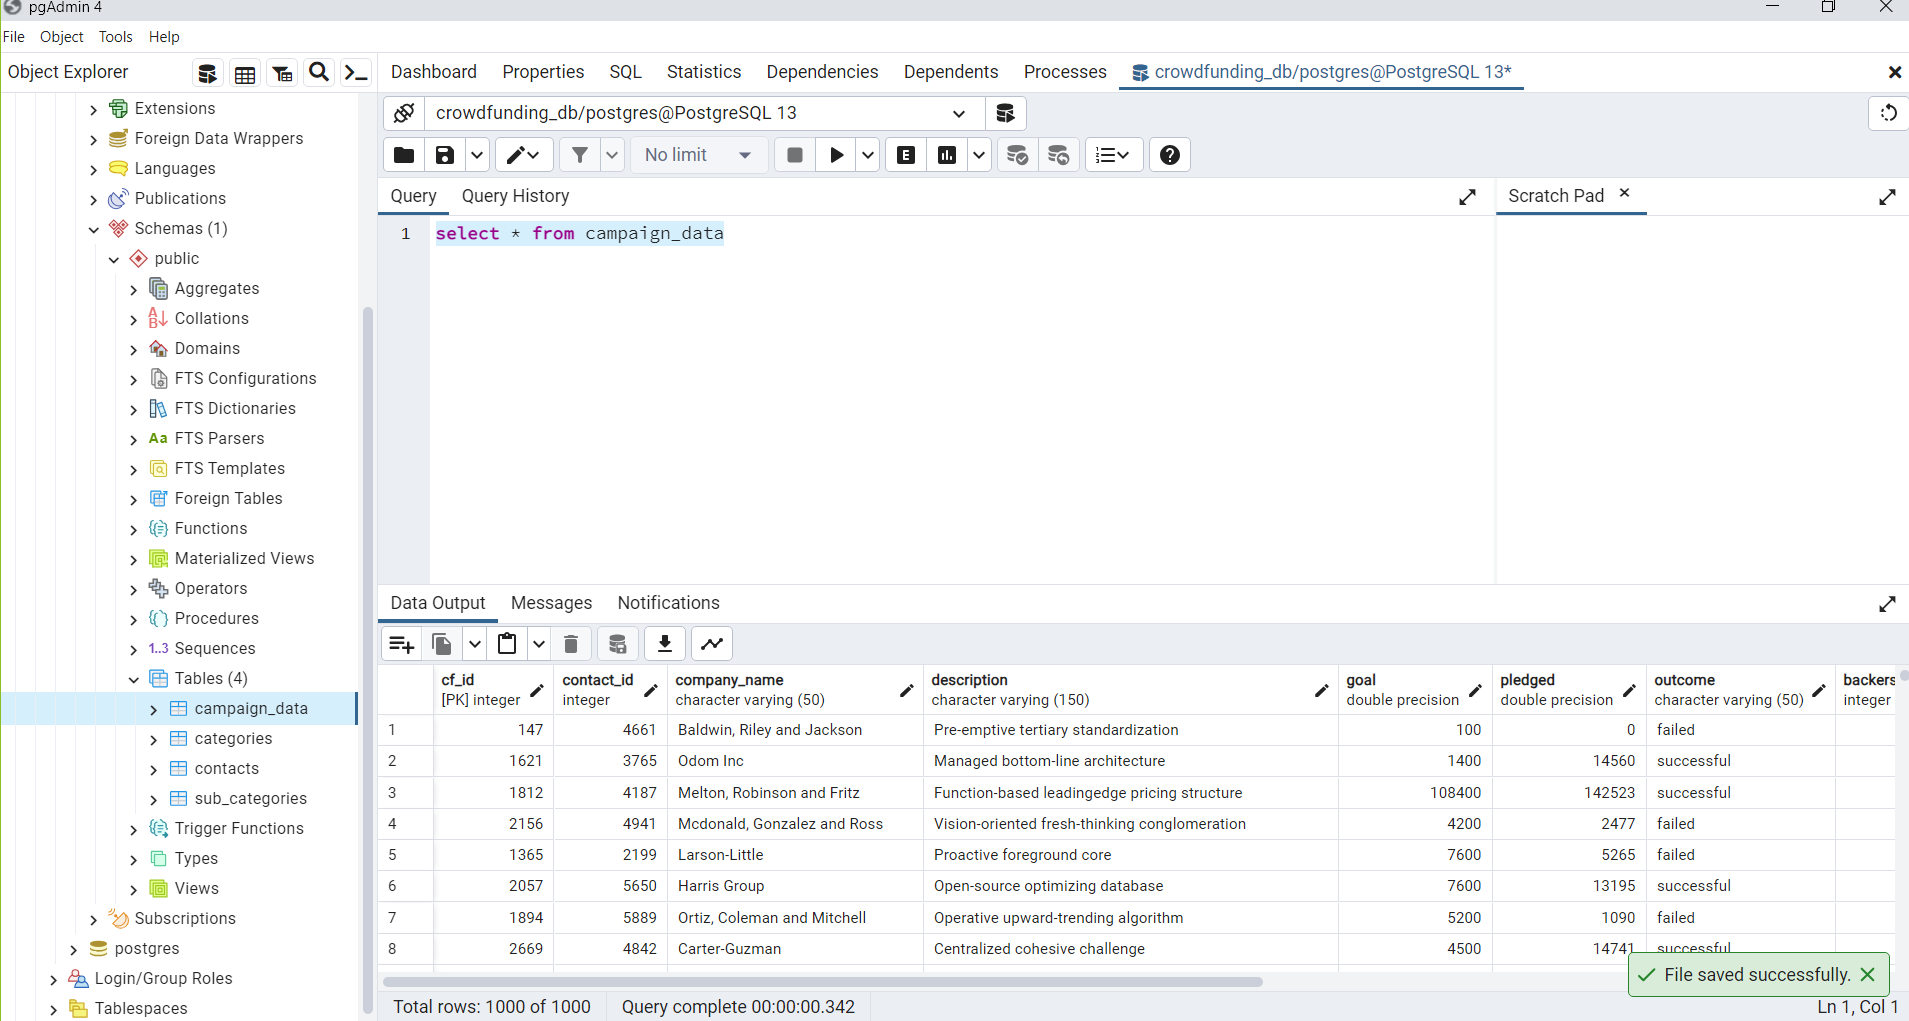 pgAdmin 4
File Object Tools Help
Object Explorer
Dashboard Properties SQL Statistics Dependencies Dependents Processes crowdfunding_db/postgres@PostgreSQL 13*
Extensions
Foreign Data Wrappers
Languages
Publications
Schemas (1)
public
Aggregates
Collations
Domains
FTS Configurations
FTS Dictionaries
Aa FTS Parsers
FTS Templates
Foreign Tables
Functions
Materialized Views
Operators
Procedures
1..3 Sequences
Tables (4)
campaign_data
categories
contacts
sub_categories
Trigger Functions
Types
Views
Subscriptions
postgres
Login/Group Roles
Tablespaces
crowdfunding_db/postgres@PostgreSQL 13
No limit
E
Query Query History
Scratch Pad
1 select * from campaign_data
Data Output Messages Notifications
cf_id contact_id company_name description goal pledged outcome backers
[PK] integer integer character varying (50) character varying (150) double precision double precision character varying (50) integer
1 147 4661 Baldwin, Riley and Jackson Pre-emptive tertiary standardization 100 0 failed
2 1621 3765 Odom Inc Managed bottom-line architecture 1400 14560 successful
3 1812 4187 Melton, Robinson and Fritz Function-based leadingedge pricing structure 108400 142523 successful
4 2156 4941 Mcdonald, Gonzalez and Ross Vision-oriented fresh-thinking conglomeration 4200 2477 failed
5 1365 2199 Larson-Little Proactive foreground core 7600 5265 failed
6 2057 5650 Harris Group Open-source optimizing database 7600 13195 successful
7 1894 5889 Ortiz, Coleman and Mitchell Operative upward-trending algorithm 5200 1090 failed
8 2669 4842 Carter-Guzman Centralized cohesive challenge 4500 14741 successful
File saved successfully.
Total rows: 1000 of 1000 Query complete 00:00:00.342
Ln 1, Col 1